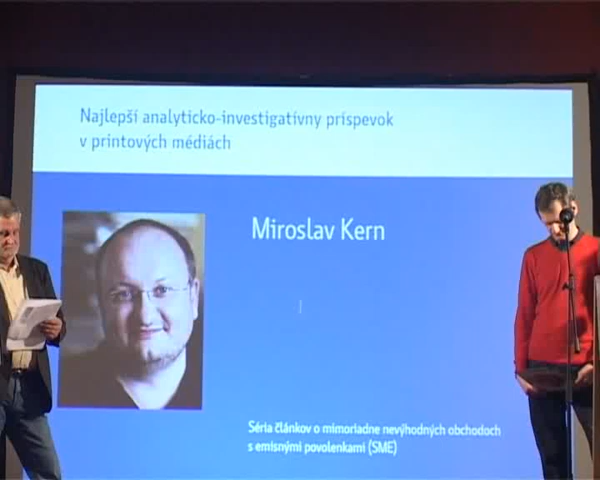 Najlepší analyticko-investigatívny príspevok
v printových médiách
Miroslav Kern
Séria článkov o mimoriadne nevýhodných obchodoch
s emisnými povolenkami (SME)